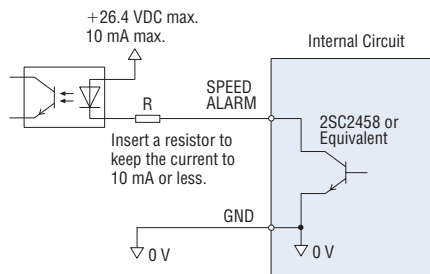 +26.4 VDC max.
10 mA max.
Internal Circuit
SPEED
ALARM
R
2SC2458 or
Equivalent
Insert a resistor to
keep the current to
10 mA or less.
GND
0 V
0 V